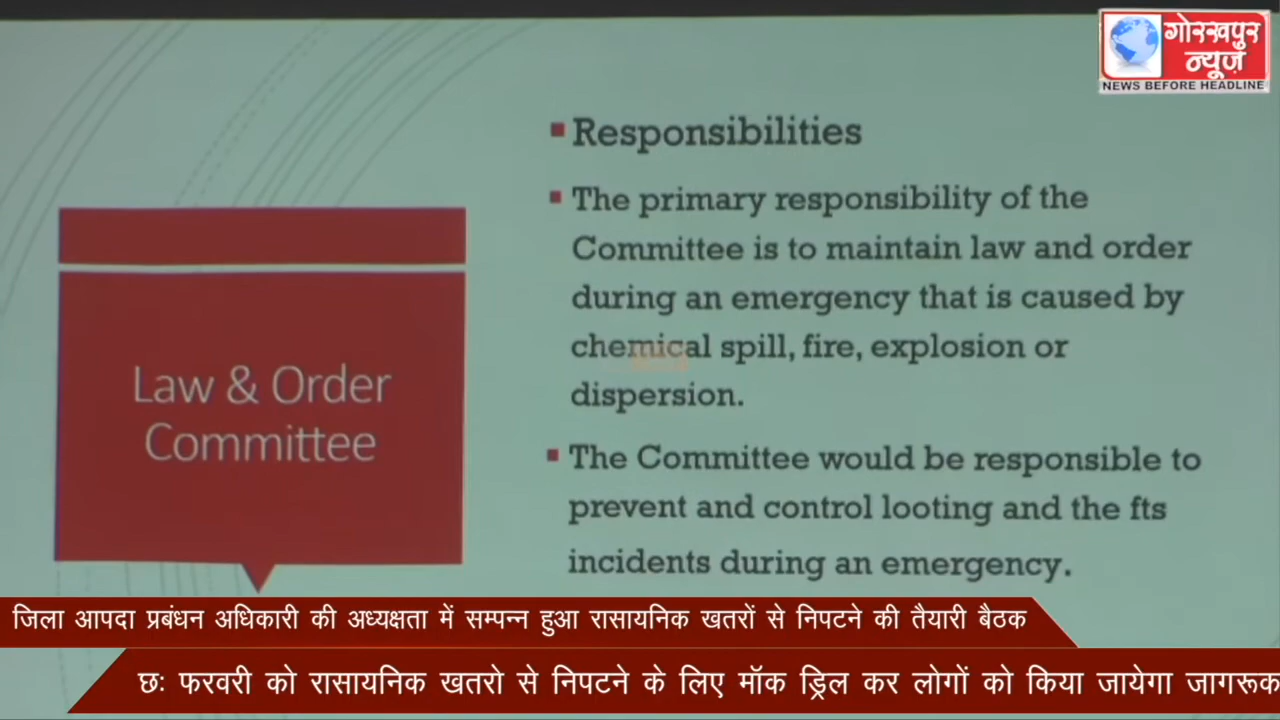 गोरखपुर
न्यूज़
NEWS BEFORE HEADLINE
Law & Order
Committee
Responsibilities
The primary responsibility of the
Committee is to maintain law and order
during an emergency that is caused by
chemical spill, fire, explosion or
dispersion.
The Committee would be responsible to
prevent and control looting and the fts
incidents during an emergency.
जिला आपदा प्रबंधन अधिकारी की अध्यक्षता में सम्पन्न हुआ रासायनिक खतरों से निपटने की तैयारी बैठक
छः फरवरी को रासायनिक खतरो से निपटने के लिए मॉक ड्रिल कर लोगों को किया जायेगा जागरूक